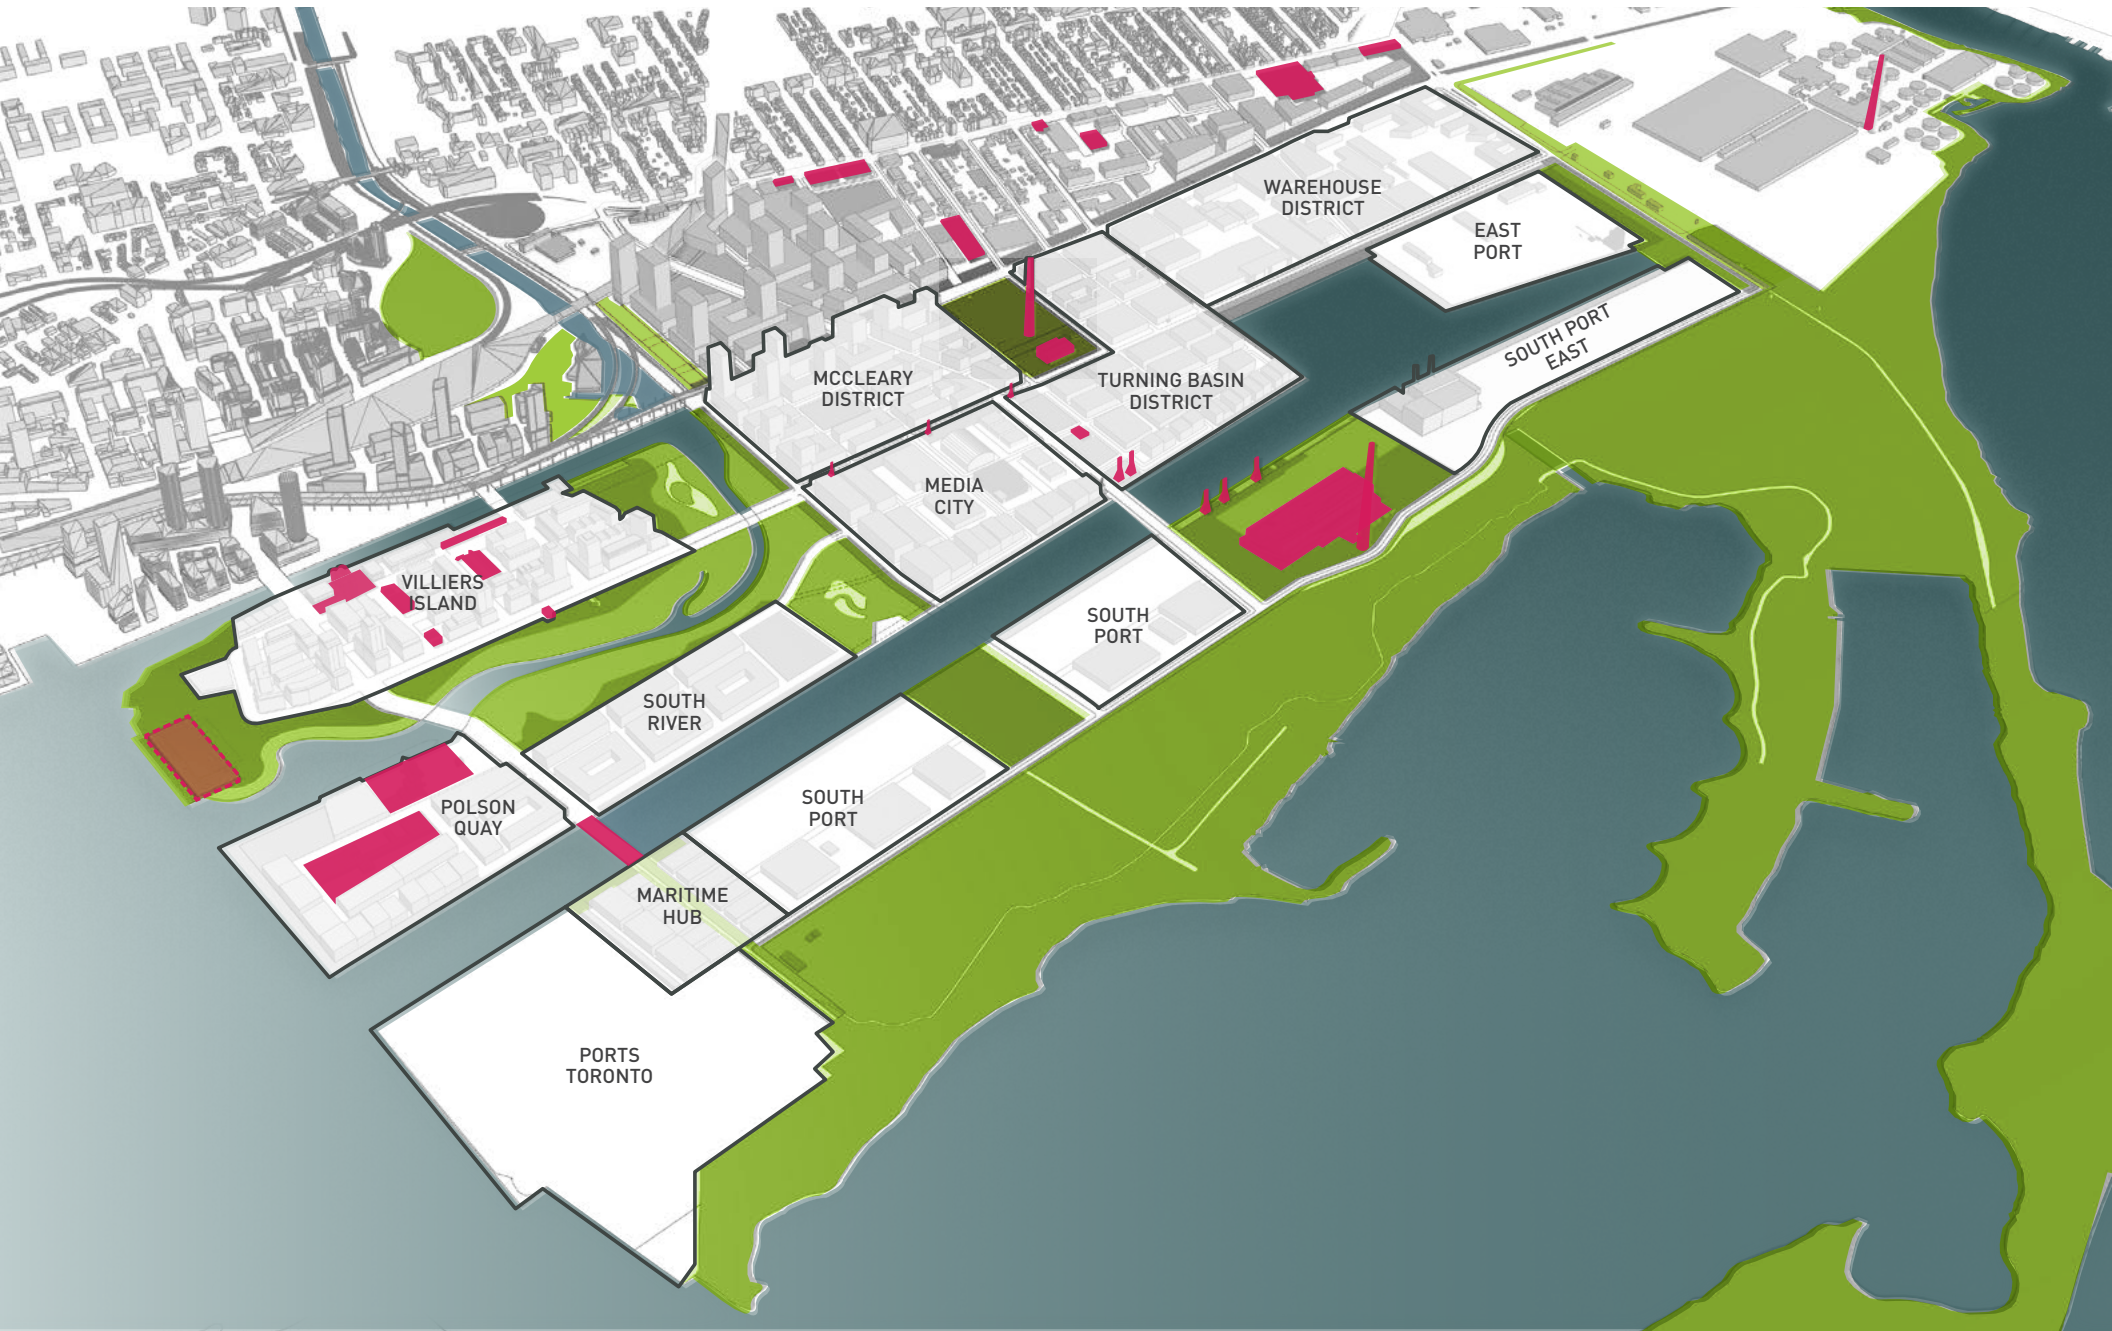 WAREHOUSE
DISTRICT
EAST
PORT
SOUTH PORT
EAST
MCCLEARY
DISTRICT
TURNING BASIN
DISTRICT
MEDIA
CITY
VILLIERS
ISLAND
SOUTH
PORT
SOUTH
RIVER
POLSON
QUAY
SOUTH
PORT
MARITIME
HUB
PORTS
TORONTO